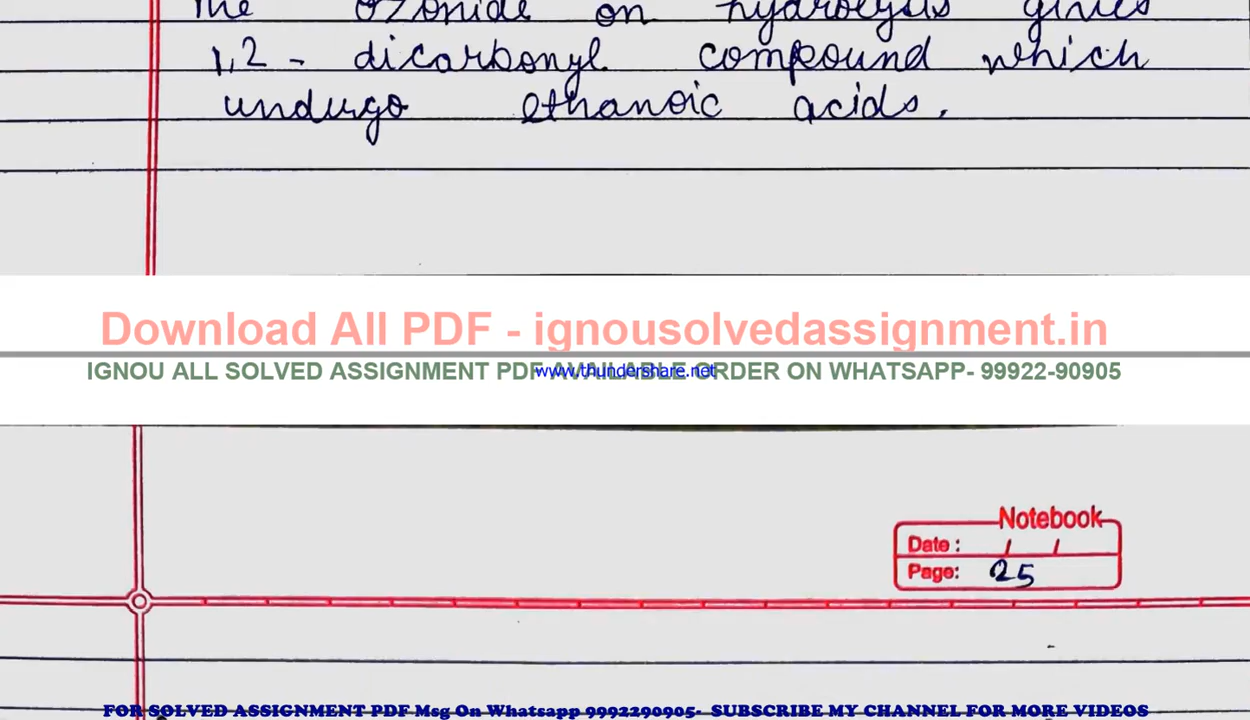 The ozonide on hydrolysis gives
1,2 - dicarbonyl compound which
undergo ethanoic acids.
Download All PDF - ignousolvedassignment.in
IGNOU ALL SOLVED ASSIGNMENT PDF AVAILABLE ORDER ON WHATSAPP- 99922-90905
www.thundershare.net
Notebook
Date : / /
Page: 25
FOR SOLVED ASSIGNMENT PDF Msg On Whatsapp 9992290905- SUBSCRIBE MY CHANNEL FOR MORE VIDEOS